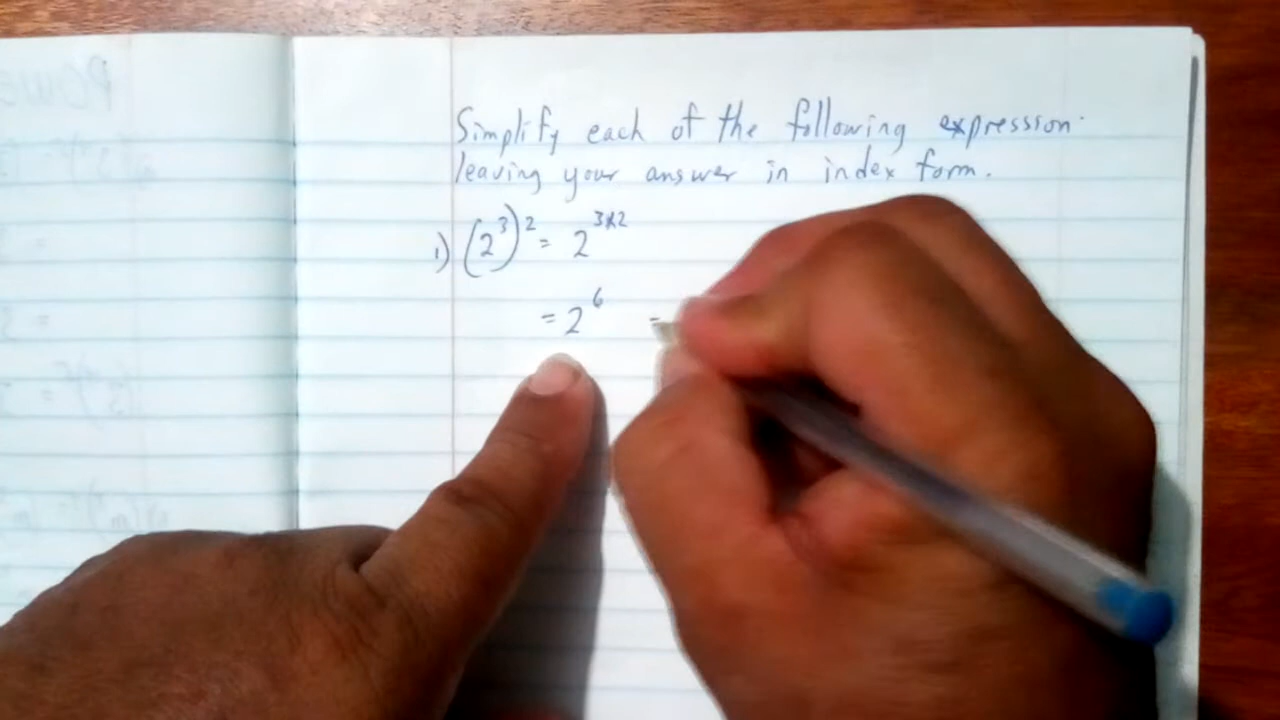 Simplify each of the following expression.
leaving your answer in index form.
1) (2³)² = 2³ˣ²
= 2⁶ =